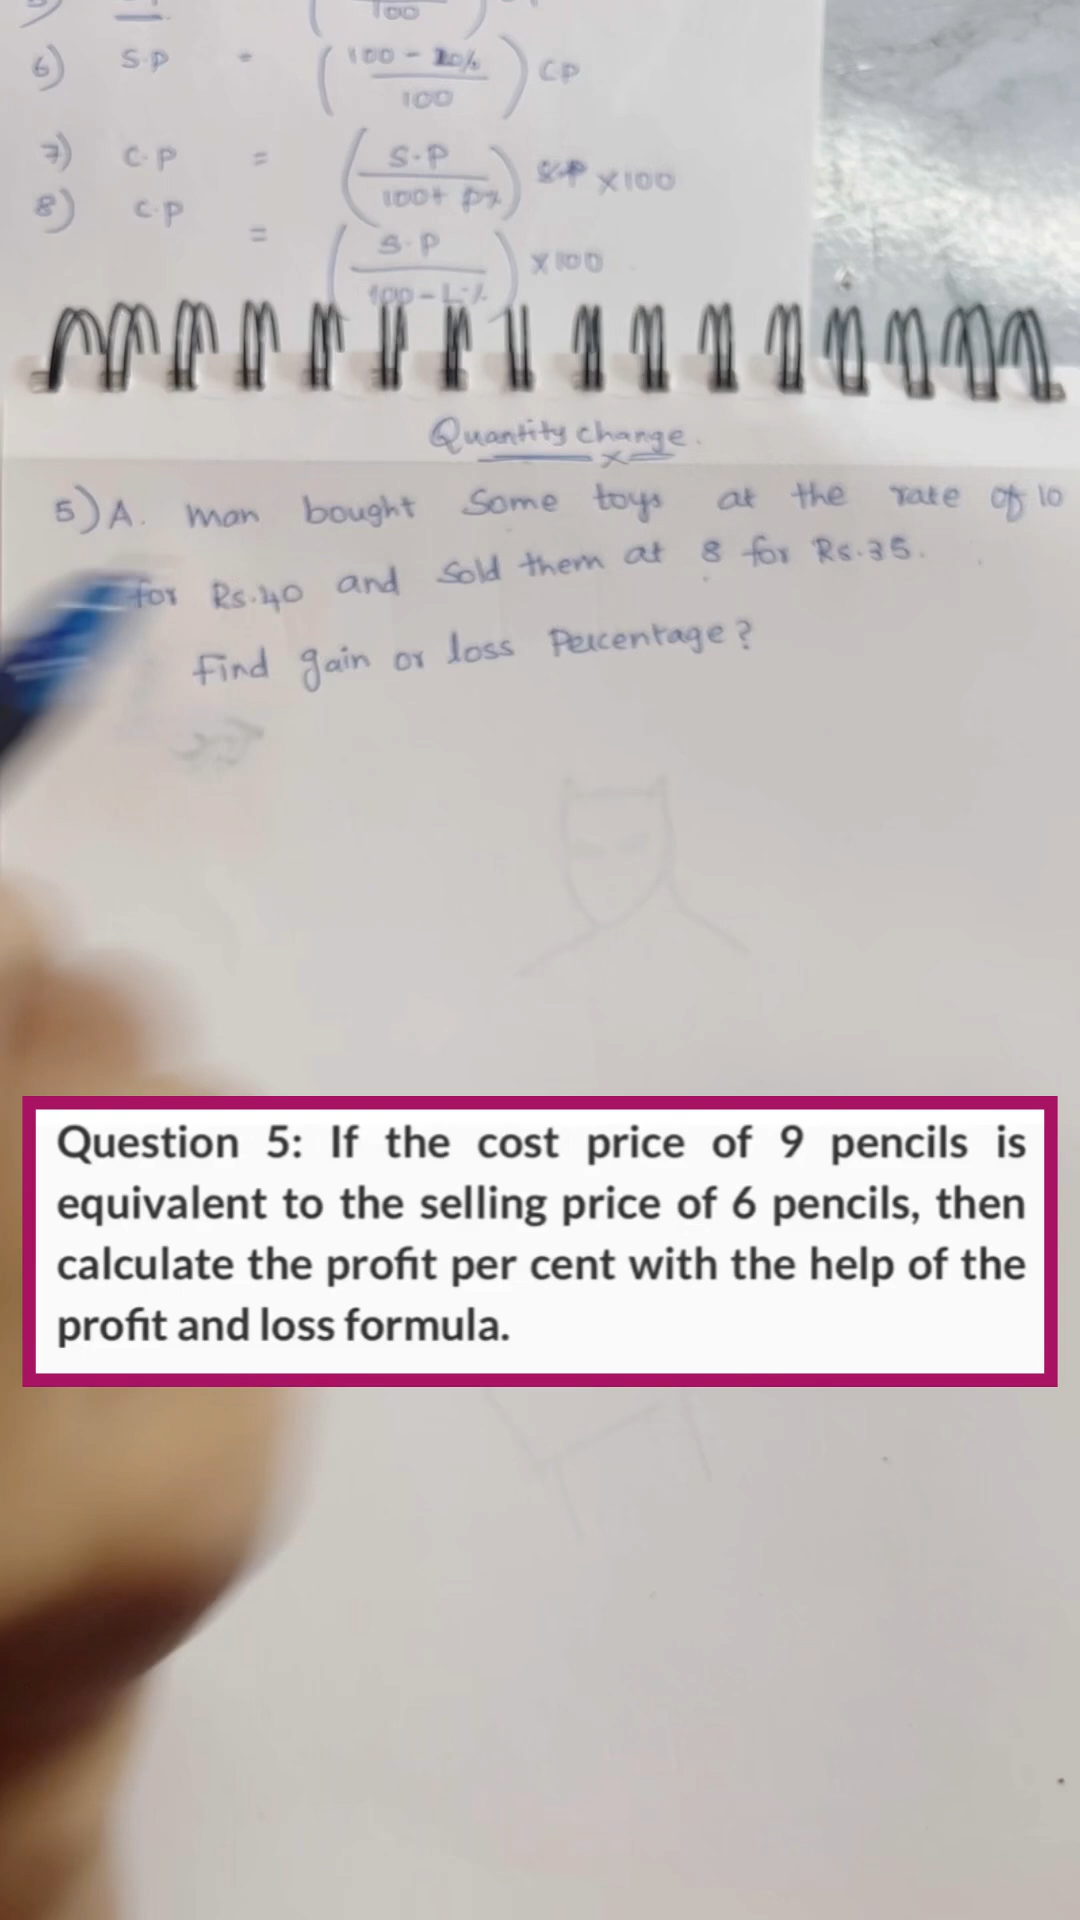 100
6) S.P = (100 - 20% / 100) CP
7) C.P = (S.P / 100+ P%) × 100
8) C.P = (S.P / 100 - L%) × 100
Quantity change.
5) A. man bought some toys at the rate of 10
for Rs.40 and sold them at 8 for Rs.35.
Find gain or loss Percentage?
Question 5: If the cost price of 9 pencils is
equivalent to the selling price of 6 pencils, then
calculate the profit per cent with the help of the
profit and loss formula.